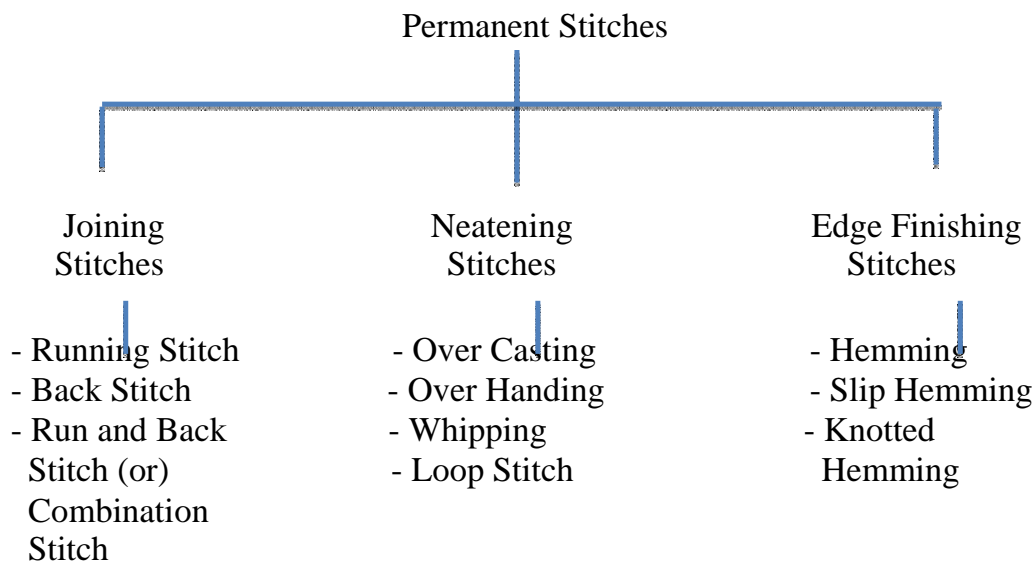 Permanent Stitches
Joining
Stitches
- Running Stitch
- Back Stitch
- Run and Back
Stitch (or)
Combination
Stitch
Neatening
Stitches
- Over Casting
- Over Handing
- Whipping
- Loop Stitch
Edge Finishing
Stitches
- Hemming
- Slip Hemming
- Knotted
Hemming